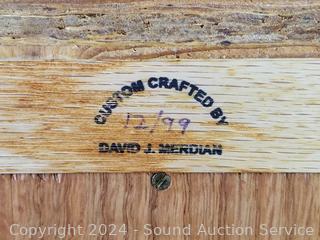 CUSTOM CRAFTED BY
12/99
DAVID J. MERDIAN
Copyright 2024 - Sound Auction Service